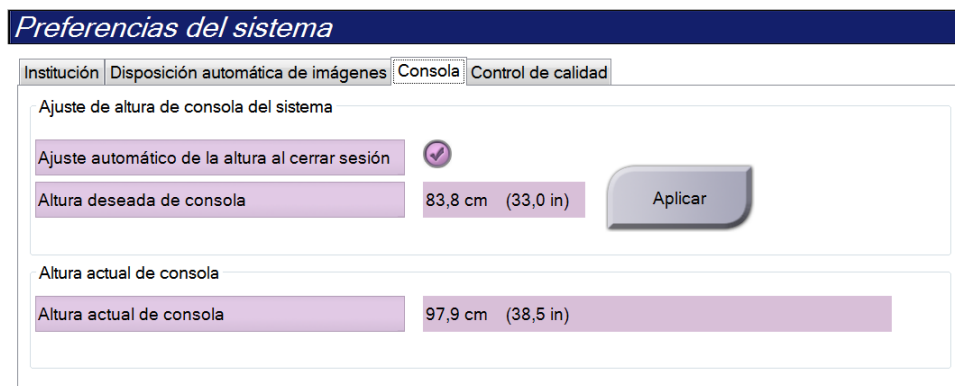 Preferencias del sistema
Institución Disposición automática de imágenes Consola Control de calidad
Ajuste de altura de consola del sistema
Ajuste automático de la altura al cerrar sesión
Altura deseada de consola 83,8 cm (33,0 in) Aplicar
Altura actual de consola
Altura actual de consola 97,9 cm (38,5 in)